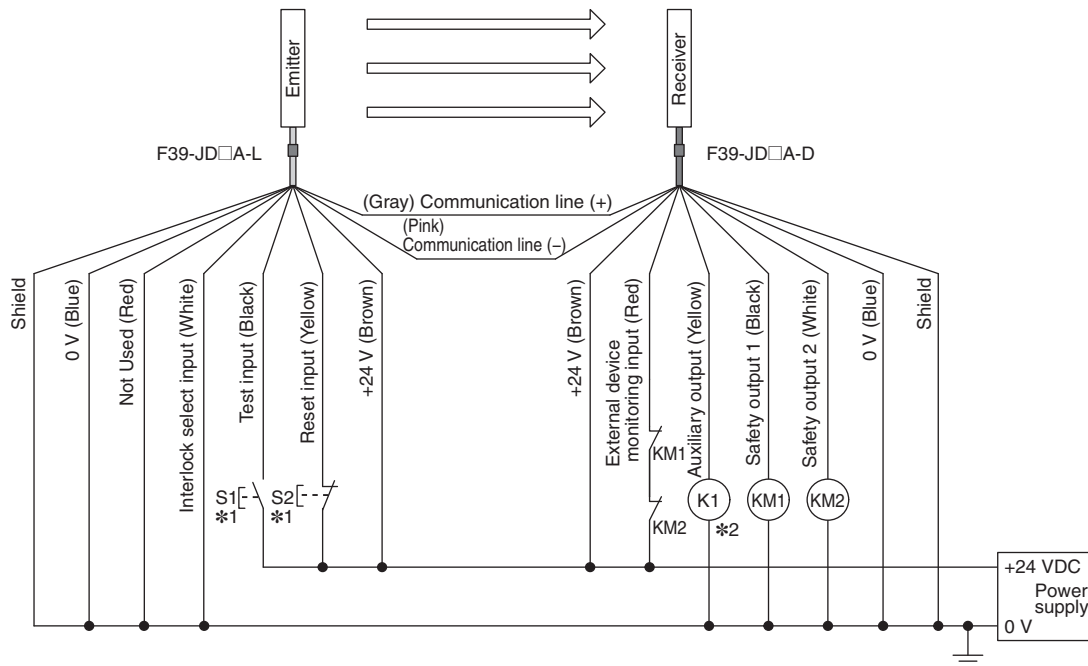 Emitter
Receiver
F39-JD□A-L
F39-JD□A-D
(Gray) Communication line (+)
(Pink)
Communication line (−)
Shield
0 V (Blue)
Not Used (Red)
Interlock select input (White)
Test input (Black)
Reset input (Yellow)
+24 V (Brown)
+24 V (Brown)
External device
monitoring input (Red)
Auxiliary output (Yellow)
Safety output 1 (Black)
Safety output 2 (White)
0 V (Blue)
Shield
S1
*1
S2
*1
KM1
KM2
K1
*2
KM1
KM2
+24 VDC
Power
supply
0 V